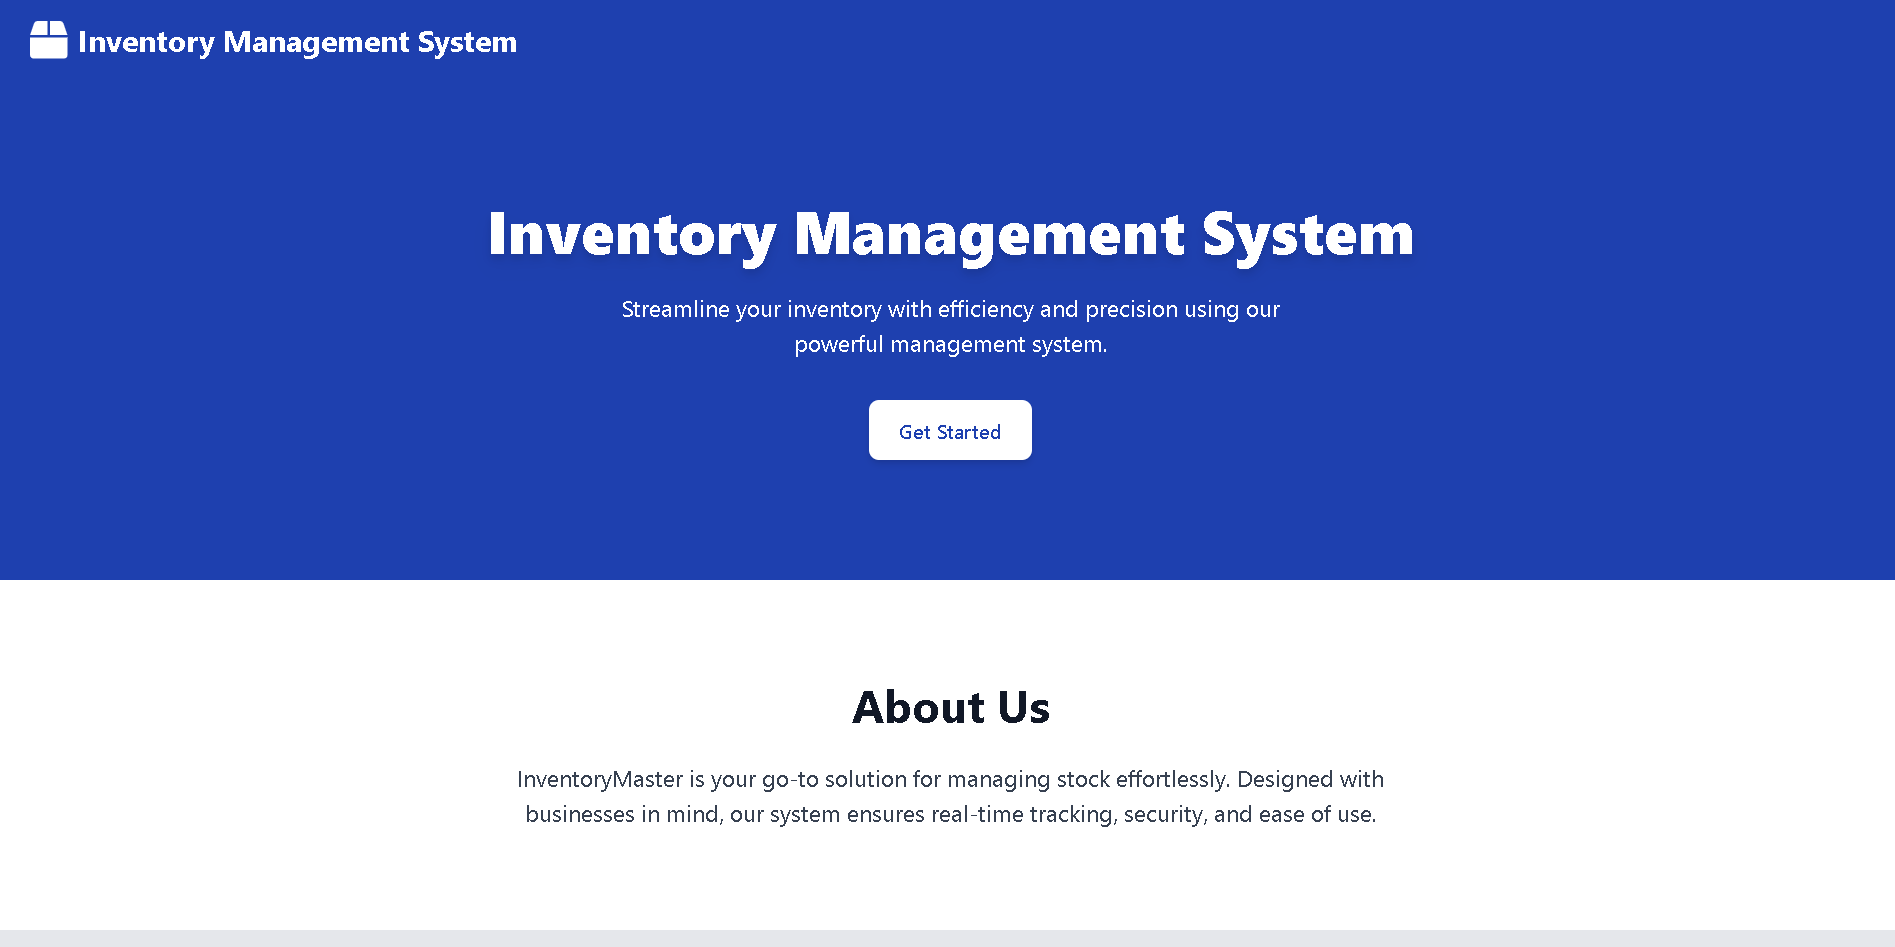 Inventory Management System
Inventory Management System
Streamline your inventory with efficiency and precision using our
powerful management system.
Get Started
About Us
InventoryMaster is your go-to solution for managing stock effortlessly. Designed with
businesses in mind, our system ensures real-time tracking, security, and ease of use.